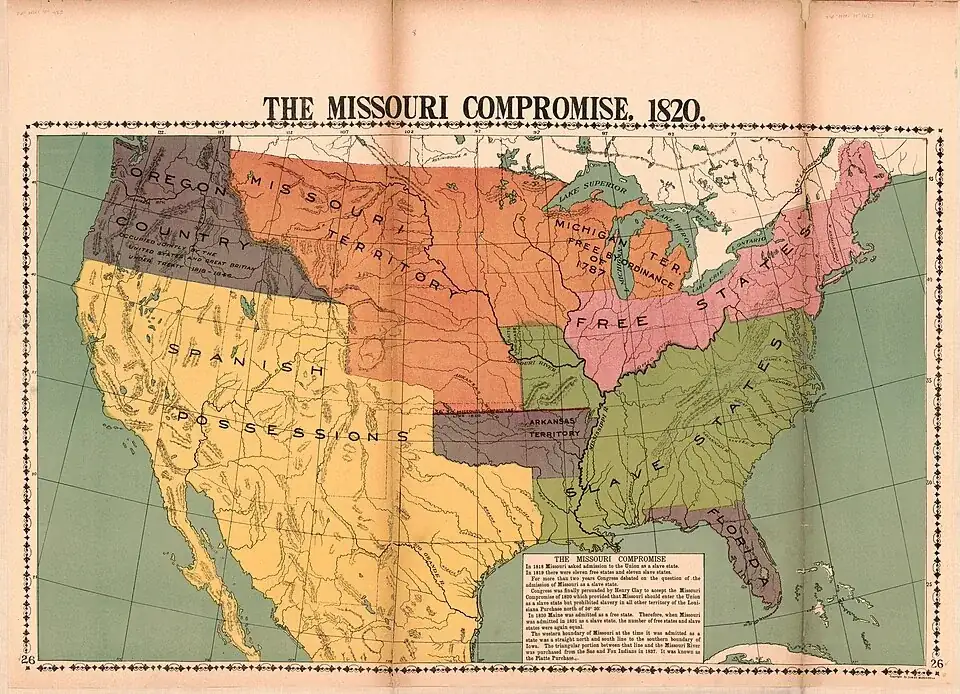 THE MISSOURI COMPROMISE, 1820.
OREGON
COUNTRY
OCCUPIED JOINTLY BY THE
UNITED STATES AND GREAT BRITAIN
UNDER TREATY 1818-1846
MISSOURI
TERRITORY
LAKE SUPERIOR
MICHIGAN TER.
FREE BY ORDINANCE
OF
1787
LAKE HURON
MICHIGAN
ONTARIO
ERIE
FREE STATES
SPANISH
POSSESSIONS
ARKANSAS
TERRITORY
SLAVE STATES
FLORIDA
RIO GRANDE
THE MISSOURI COMPROMISE
In 1818 Missouri asked admission to the Union as a slave state.
In 1819 there were eleven free states and eleven slave states.
For more than two years Congress debated on the question of the
admission of Missouri as a slave state.
Congress was finally persuaded by Henry Clay to accept the Missouri
Compromise of 1820 which provided that Missouri should enter the Union
as a slave state but prohibited slavery in all other territory of the Loui-
siana Purchase north of 36° 30'
In 1820 Maine was admitted as a free state. Therefore, when Missouri
was admitted in 1821 as a slave state, the number of free states and slave
states were again equal.
The western boundary of Missouri at the time it was admitted as a
state was a straight north and south line to the southern boundary of
Iowa. The triangular portion between that line and the Missouri River
was purchased from the Sac and Fox Indians in 1837. It was known as
the Platte Purchase.
26
26